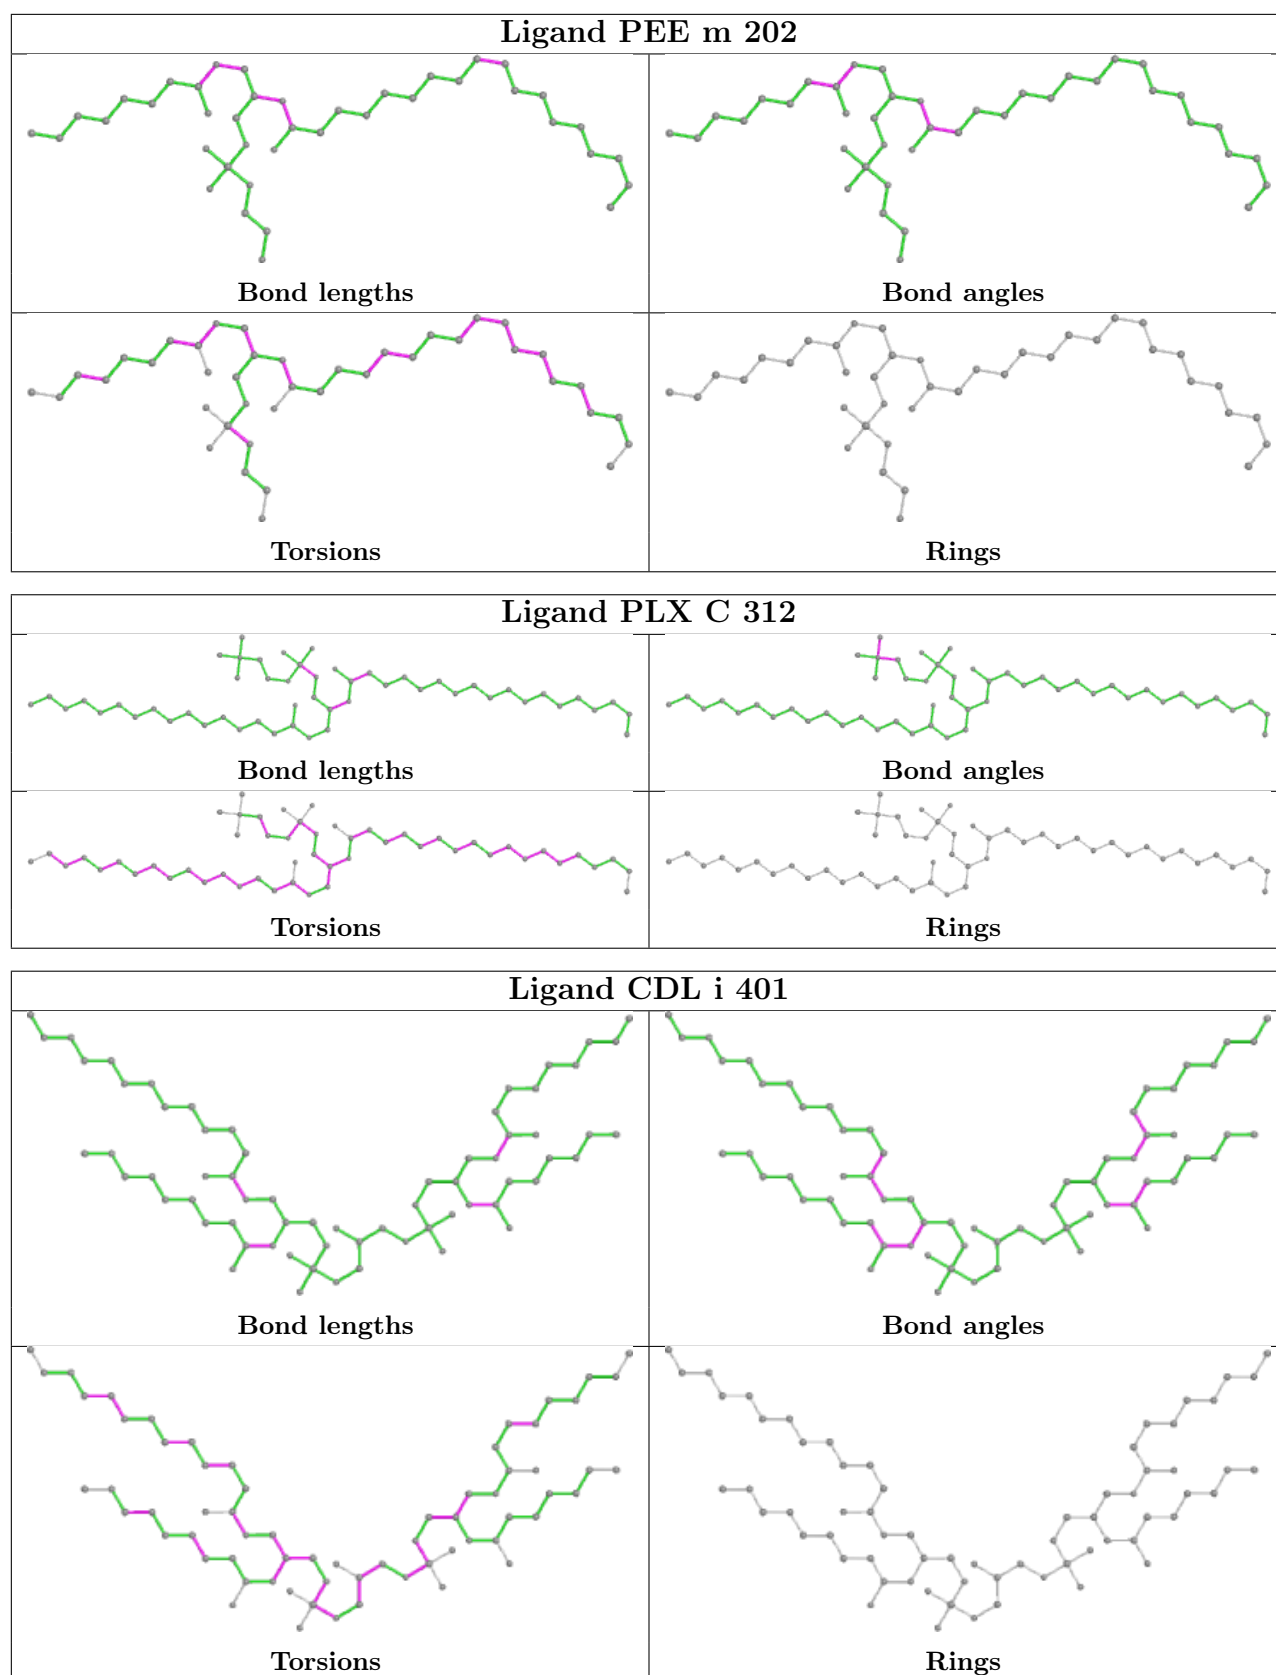 Ligand PEE m 202
Bond lengths
Bond angles
Torsions
Rings
Ligand PLX C 312
Bond lengths
Bond angles
Torsions
Rings
Ligand CDL i 401
Bond lengths
Bond angles
Torsions
Rings